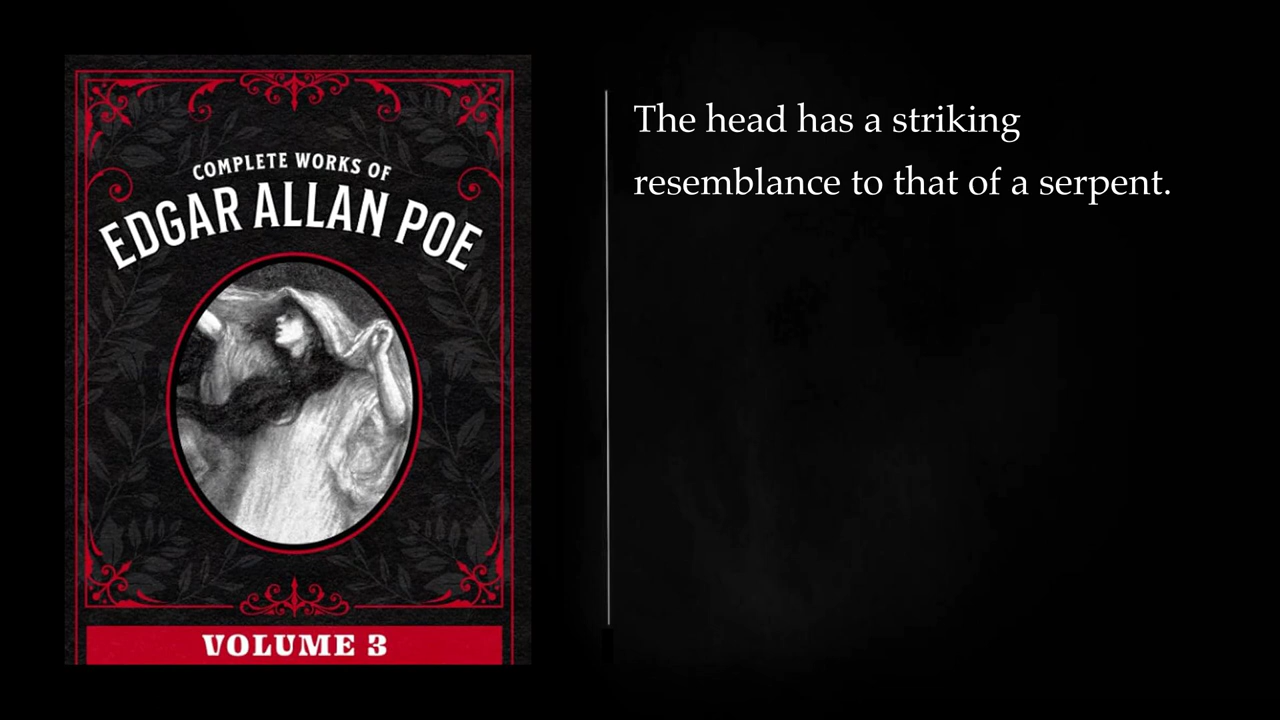 COMPLETE WORKS OF
EDGAR ALLAN POE
VOLUME 3
The head has a striking
resemblance to that of a serpent.